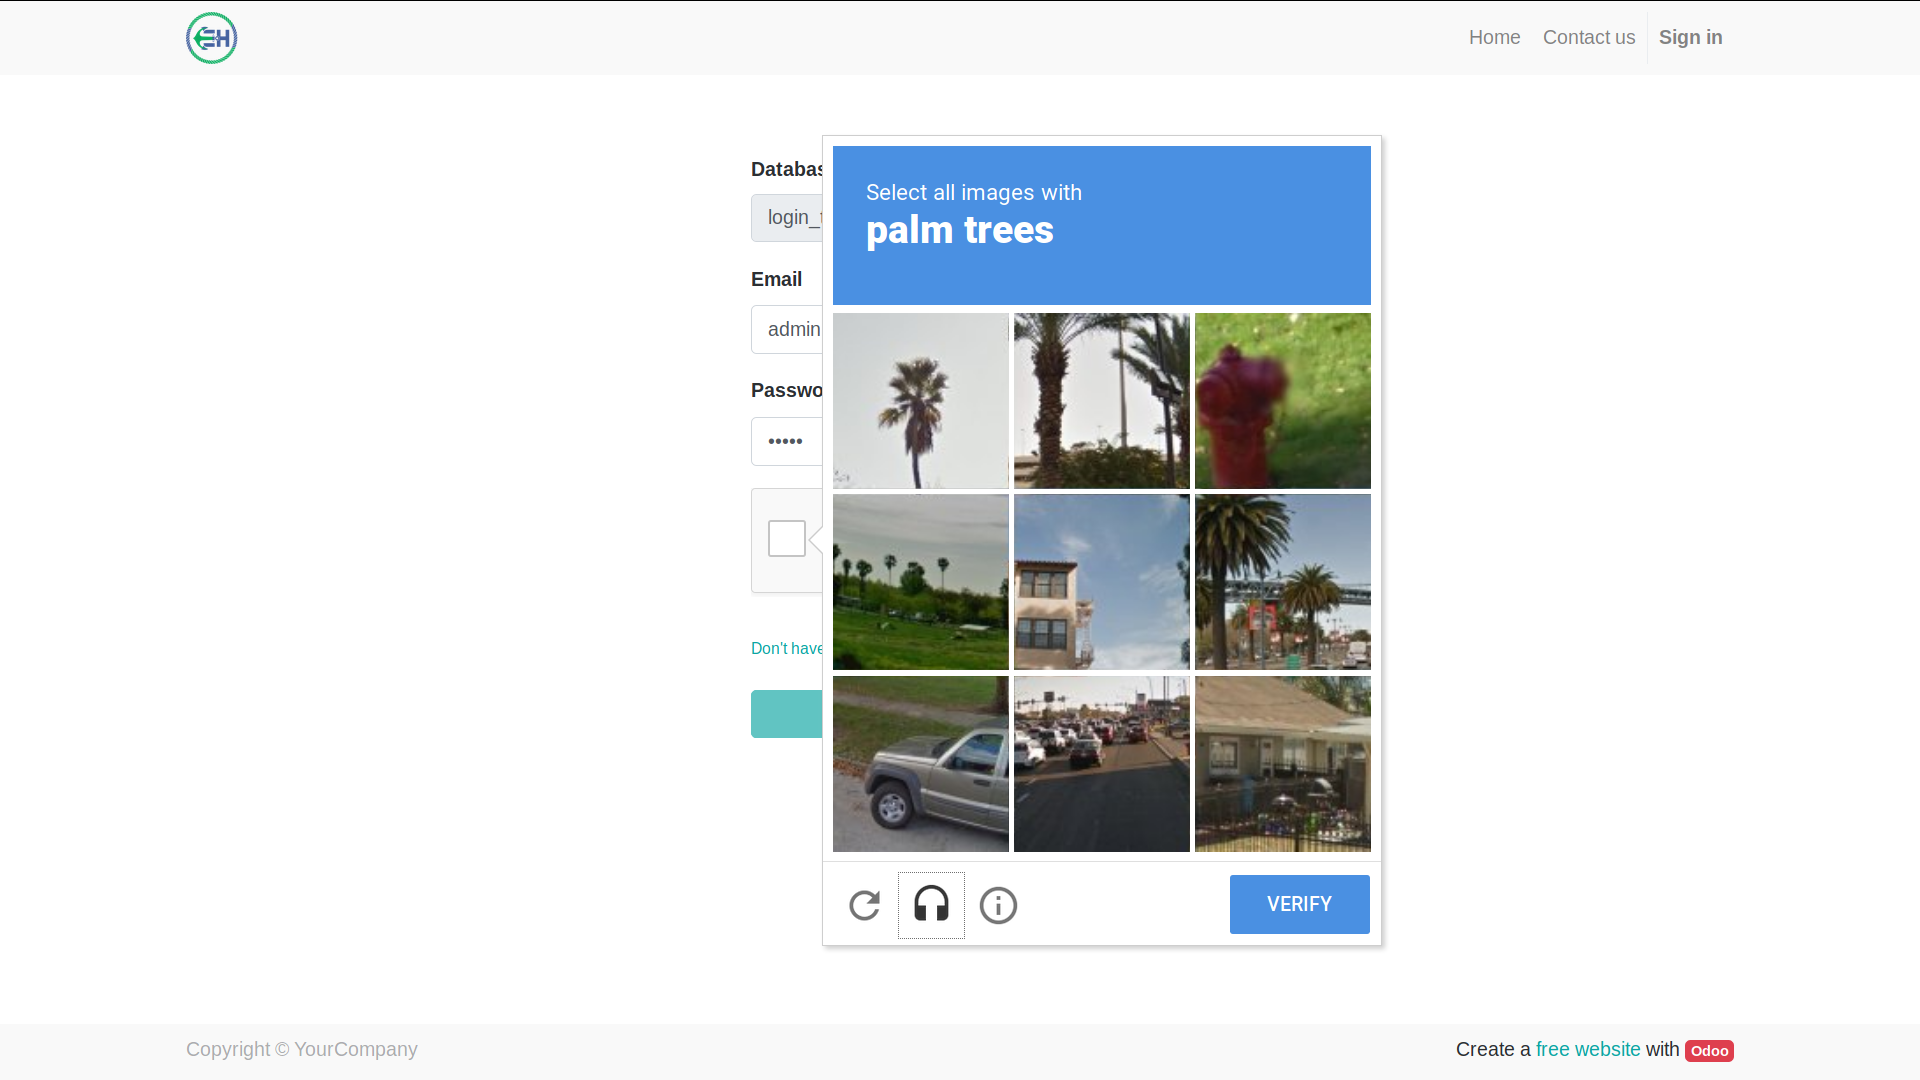 EH
Home Contact us Sign in
Select all images with
palm trees
Databas
login_
Email
admin
Passwo
•••••
Don't have
VERIFY
Copyright © YourCompany
Create a free website with Odoo